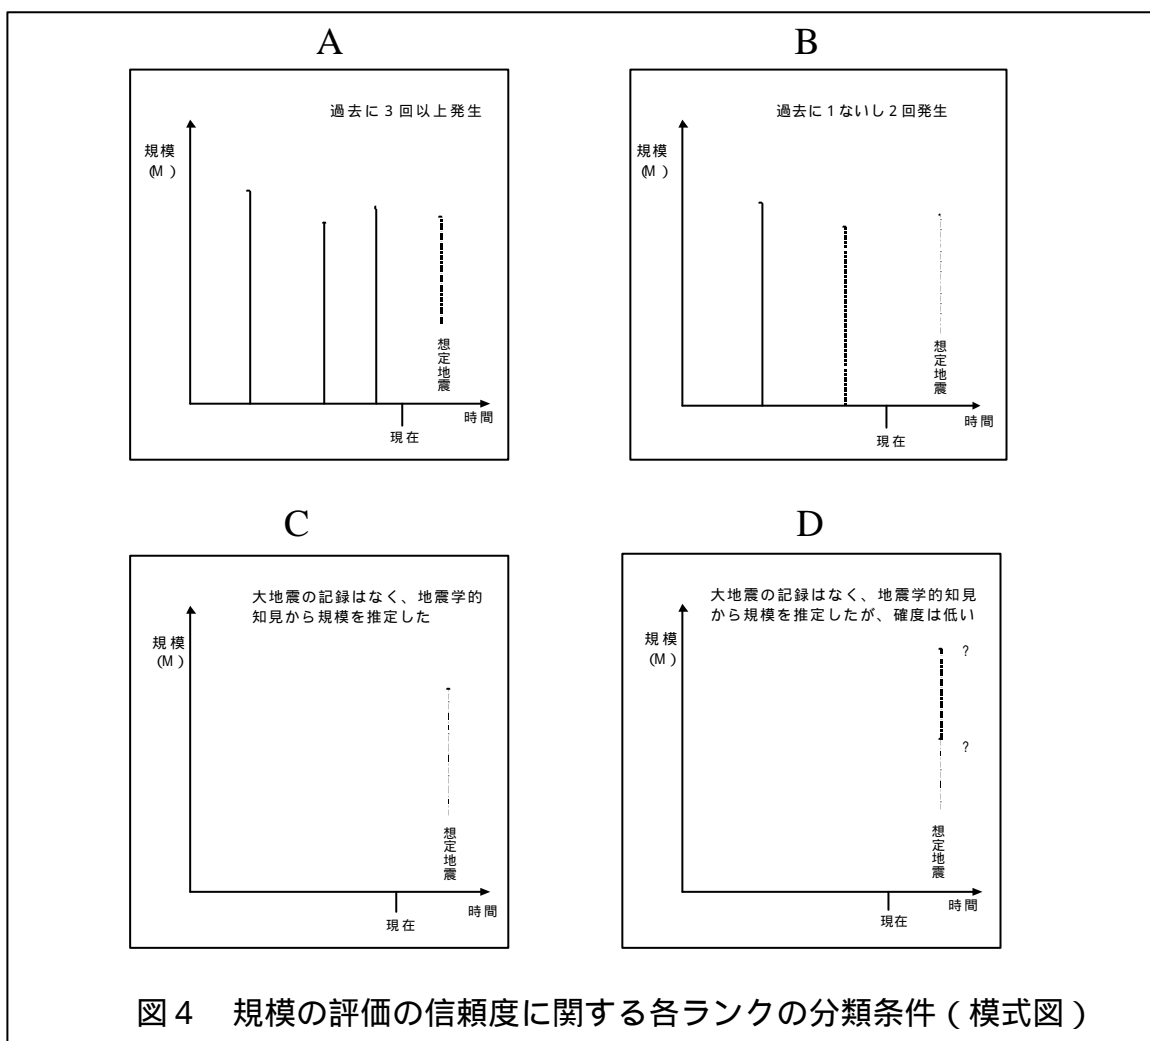 A
過去に３回以上発生
規模
(M)
想定地震
時間
現在
B
過去に１ないし２回発生
規模
(M)
想定地震
時間
現在
C
大地震の記録はなく、地震学的
知見から規模を推定した
規模
(M)
想定地震
時間
現在
D
大地震の記録はなく、地震学的知見
から規模を推定したが、確度は低い
規模
(M)
?
?
想定地震
時間
現在
図４　規模の評価の信頼度に関する各ランクの分類条件（模式図）